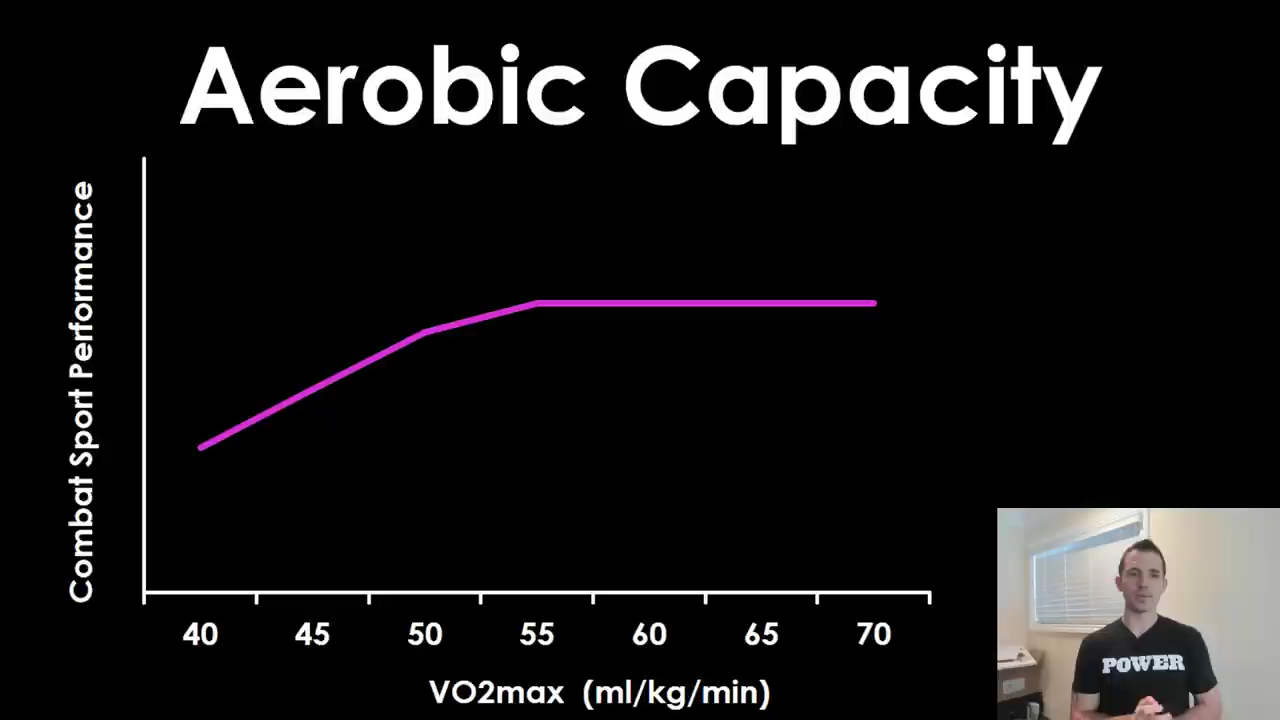 Aerobic Capacity
Combat Sport Performance
40 45 50 55 60 65 70
VO2max (ml/kg/min)
POWER